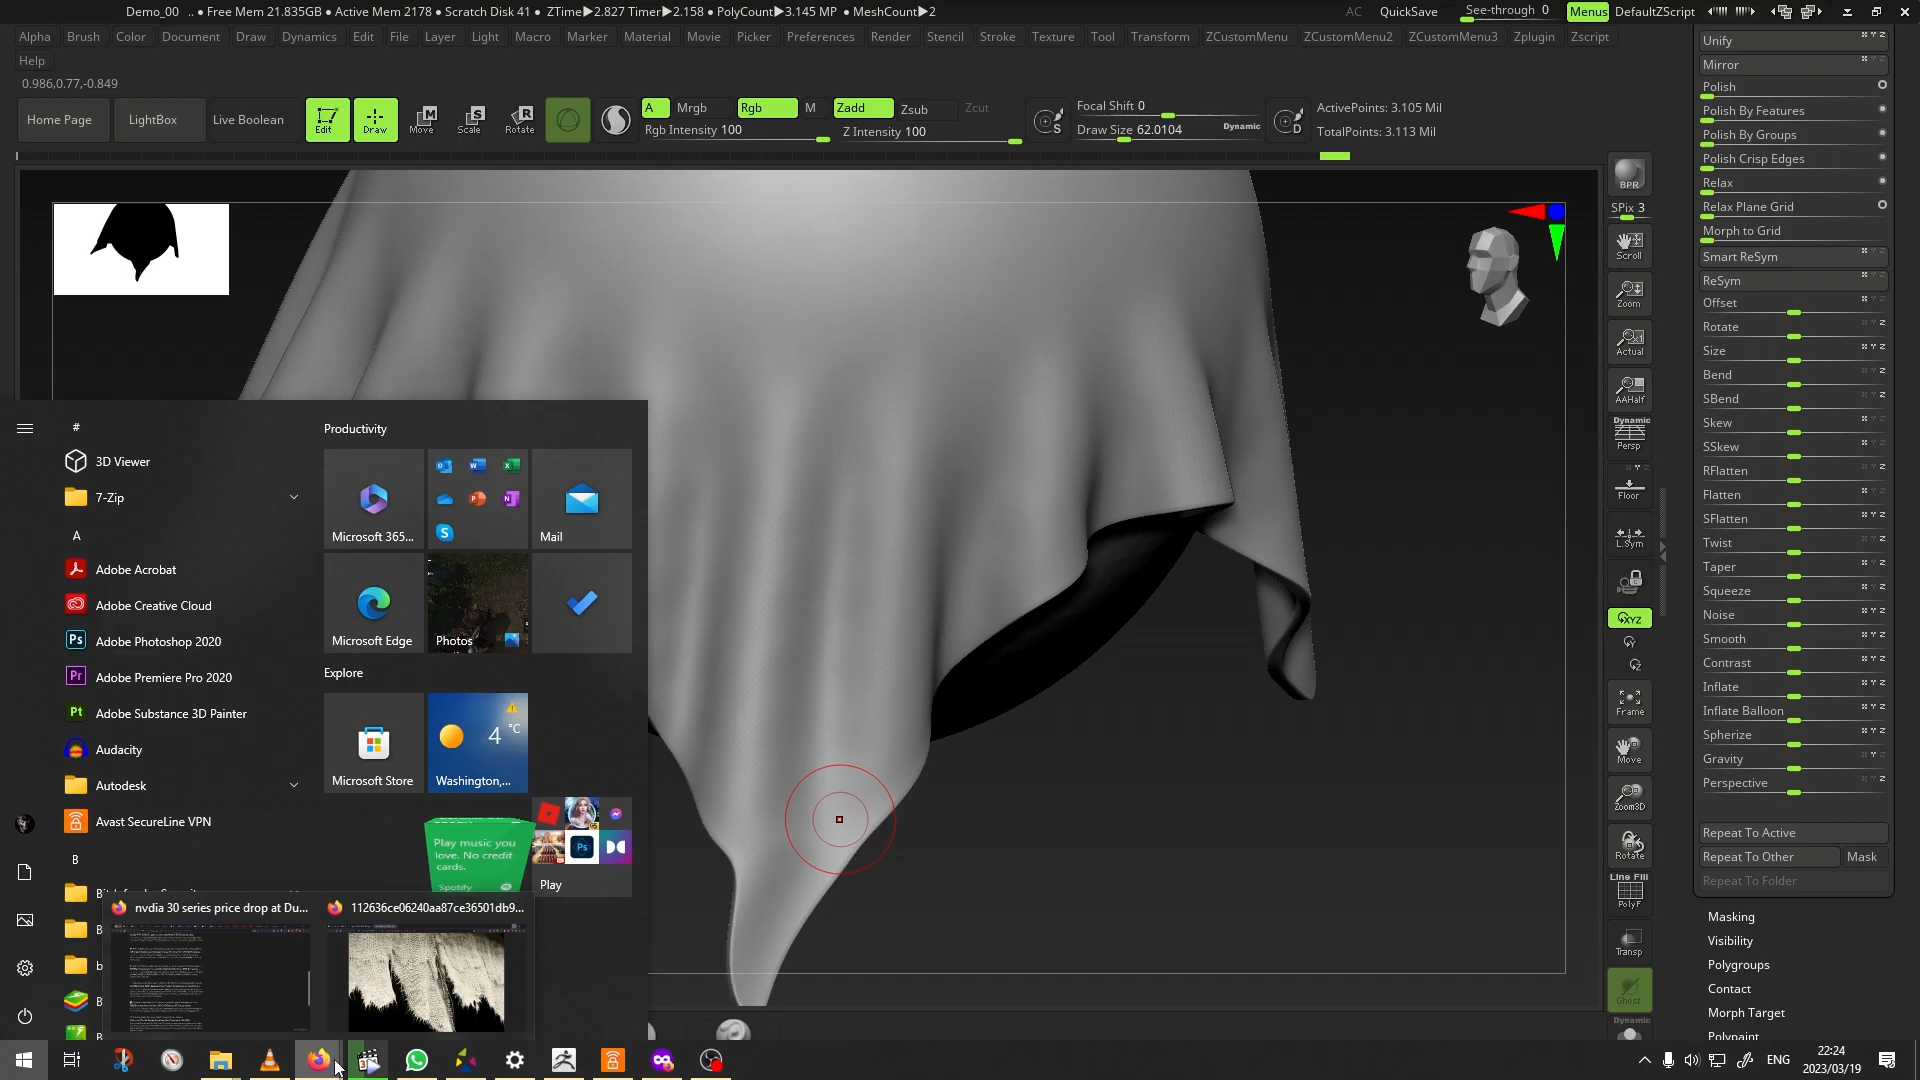 Demo_00 .. ● Free Mem 21.835GB ● Active Mem 2178 ● Scratch Disk 41 ● ZTime▶2.827 Timer▶2.158 ● PolyCount▶3.145 MP ● MeshCount▶2
AC QuickSave See-through 0 Menus DefaultZScript
Alpha Brush Color Document Draw Dynamics Edit File Layer Light Macro Marker Material Movie Picker Preferences Render Stencil Stroke Texture Tool Transform ZCustomMenu ZCustomMenu2 ZCustomMenu3 Zplugin Zscript
Help
0.986,0.77,-0.849
Home Page LightBox Live Boolean Edit Draw Move Scale Rotate
A Mrgb Rgb M Zadd Zsub Zcut
Rgb Intensity 100 Z Intensity 100
S
Focal Shift 0
Draw Size 62.0104 Dynamic
D
ActivePoints: 3.105 Mil
TotalPoints: 3.113 Mil
BPR
SPix 3
Scroll
Zoom
Actual
AAHalf
Dynamic
Persp
Floor
L.Sym
XYZ
Frame
Move
Zoom3D
Rotate
Line Fill
PolyF
Transp
Ghost
Dynamic
Unify
Mirror
Polish
Polish By Features
Polish By Groups
Polish Crisp Edges
Relax
Relax Plane Grid
Morph to Grid
Smart ReSym
ReSym
Offset
Rotate
Size
Bend
SBend
Skew
SSkew
RFlatten
Flatten
SFlatten
Twist
Taper
Squeeze
Noise
Smooth
Contrast
Inflate
Inflate Balloon
Spherize
Gravity
Perspective
Repeat To Active
Repeat To Other Mask
Repeat To Folder
Masking
Visibility
Polygroups
Contact
Morph Target
Polypaint
#
3D Viewer
7-Zip
A
Adobe Acrobat
Adobe Creative Cloud
Adobe Photoshop 2020
Adobe Premiere Pro 2020
Adobe Substance 3D Painter
Audacity
Autodesk
Avast SecureLine VPN
B
Productivity
Microsoft 365...
Mail
Microsoft Edge
Photos
Explore
Microsoft Store
4 °C
Washington,...
Play music you
love. No credit
cards.
Spotify
Play
nvdia 30 series price drop at Du...
112636ce06240aa87ce36501db9...
ENG
22:24
2023/03/19